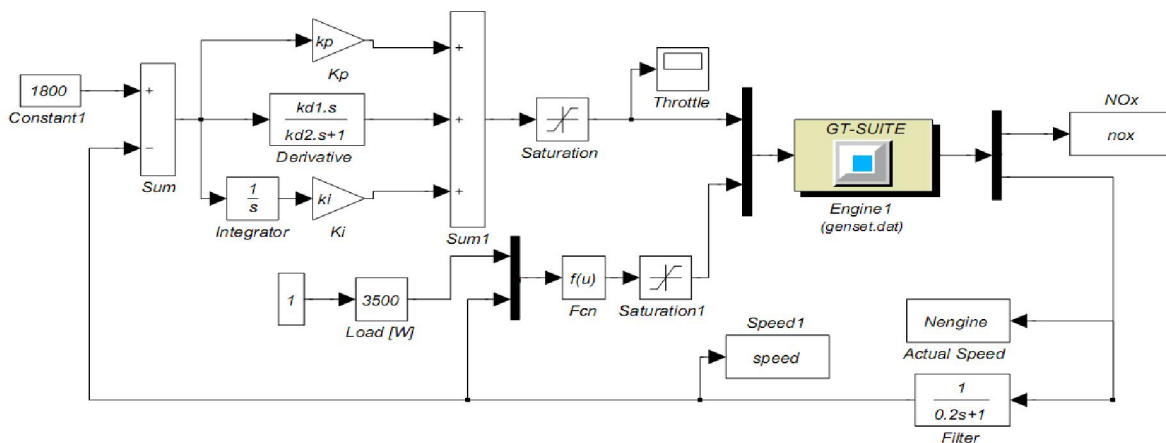 1800
Constant1
+
−
Sum
kp
Kp
kd1.s
kd2.s+1
Derivative
1
s
Integrator
ki
Ki
+
+
+
Sum1
Saturation
Throttle
1
3500
Load [W]
f(u)
Fcn
Saturation1
GT-SUITE
Engine1
(genset.dat)
NOx
nox
Speed1
speed
Nengine
Actual Speed
1
0.2s+1
Filter